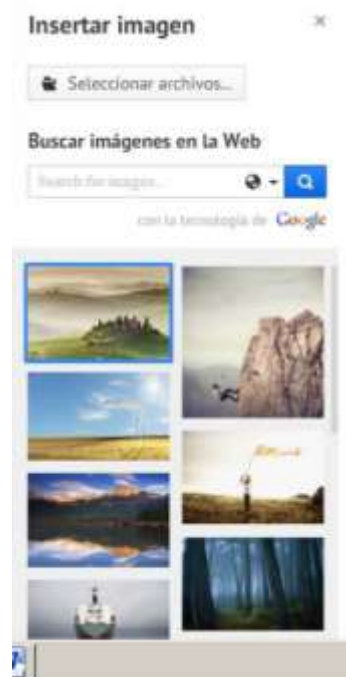 Insertar imagen
Seleccionar archivos...
Buscar imágenes en la Web
Search for images...
con la tecnología de Google